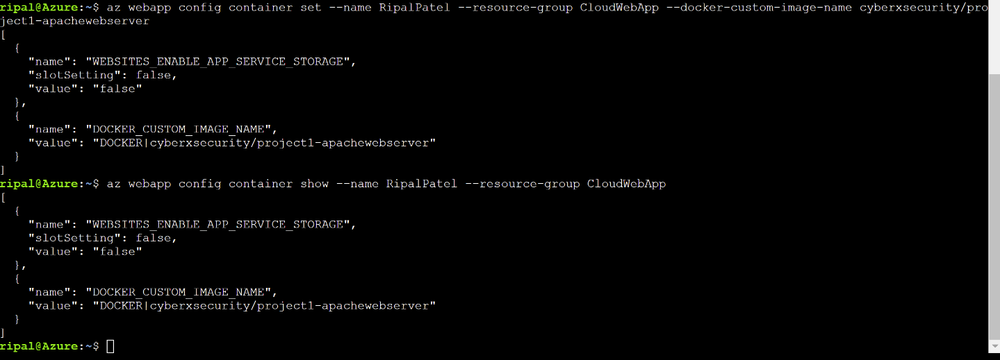 ripal@Azure:~$ az webapp config container set --name RipalPatel --resource-group CloudWebApp --docker-custom-image-name cyberxsecurity/pro
ject1-apachewebserver
[
  {
    "name": "WEBSITES_ENABLE_APP_SERVICE_STORAGE",
    "slotSetting": false,
    "value": "false"
  },
  {
    "name": "DOCKER_CUSTOM_IMAGE_NAME",
    "value": "DOCKER|cyberxsecurity/project1-apachewebserver"
  }
]
ripal@Azure:~$ az webapp config container show --name RipalPatel --resource-group CloudWebApp
[
  {
    "name": "WEBSITES_ENABLE_APP_SERVICE_STORAGE",
    "slotSetting": false,
    "value": "false"
  },
  {
    "name": "DOCKER_CUSTOM_IMAGE_NAME",
    "value": "DOCKER|cyberxsecurity/project1-apachewebserver"
  }
]
ripal@Azure:~$